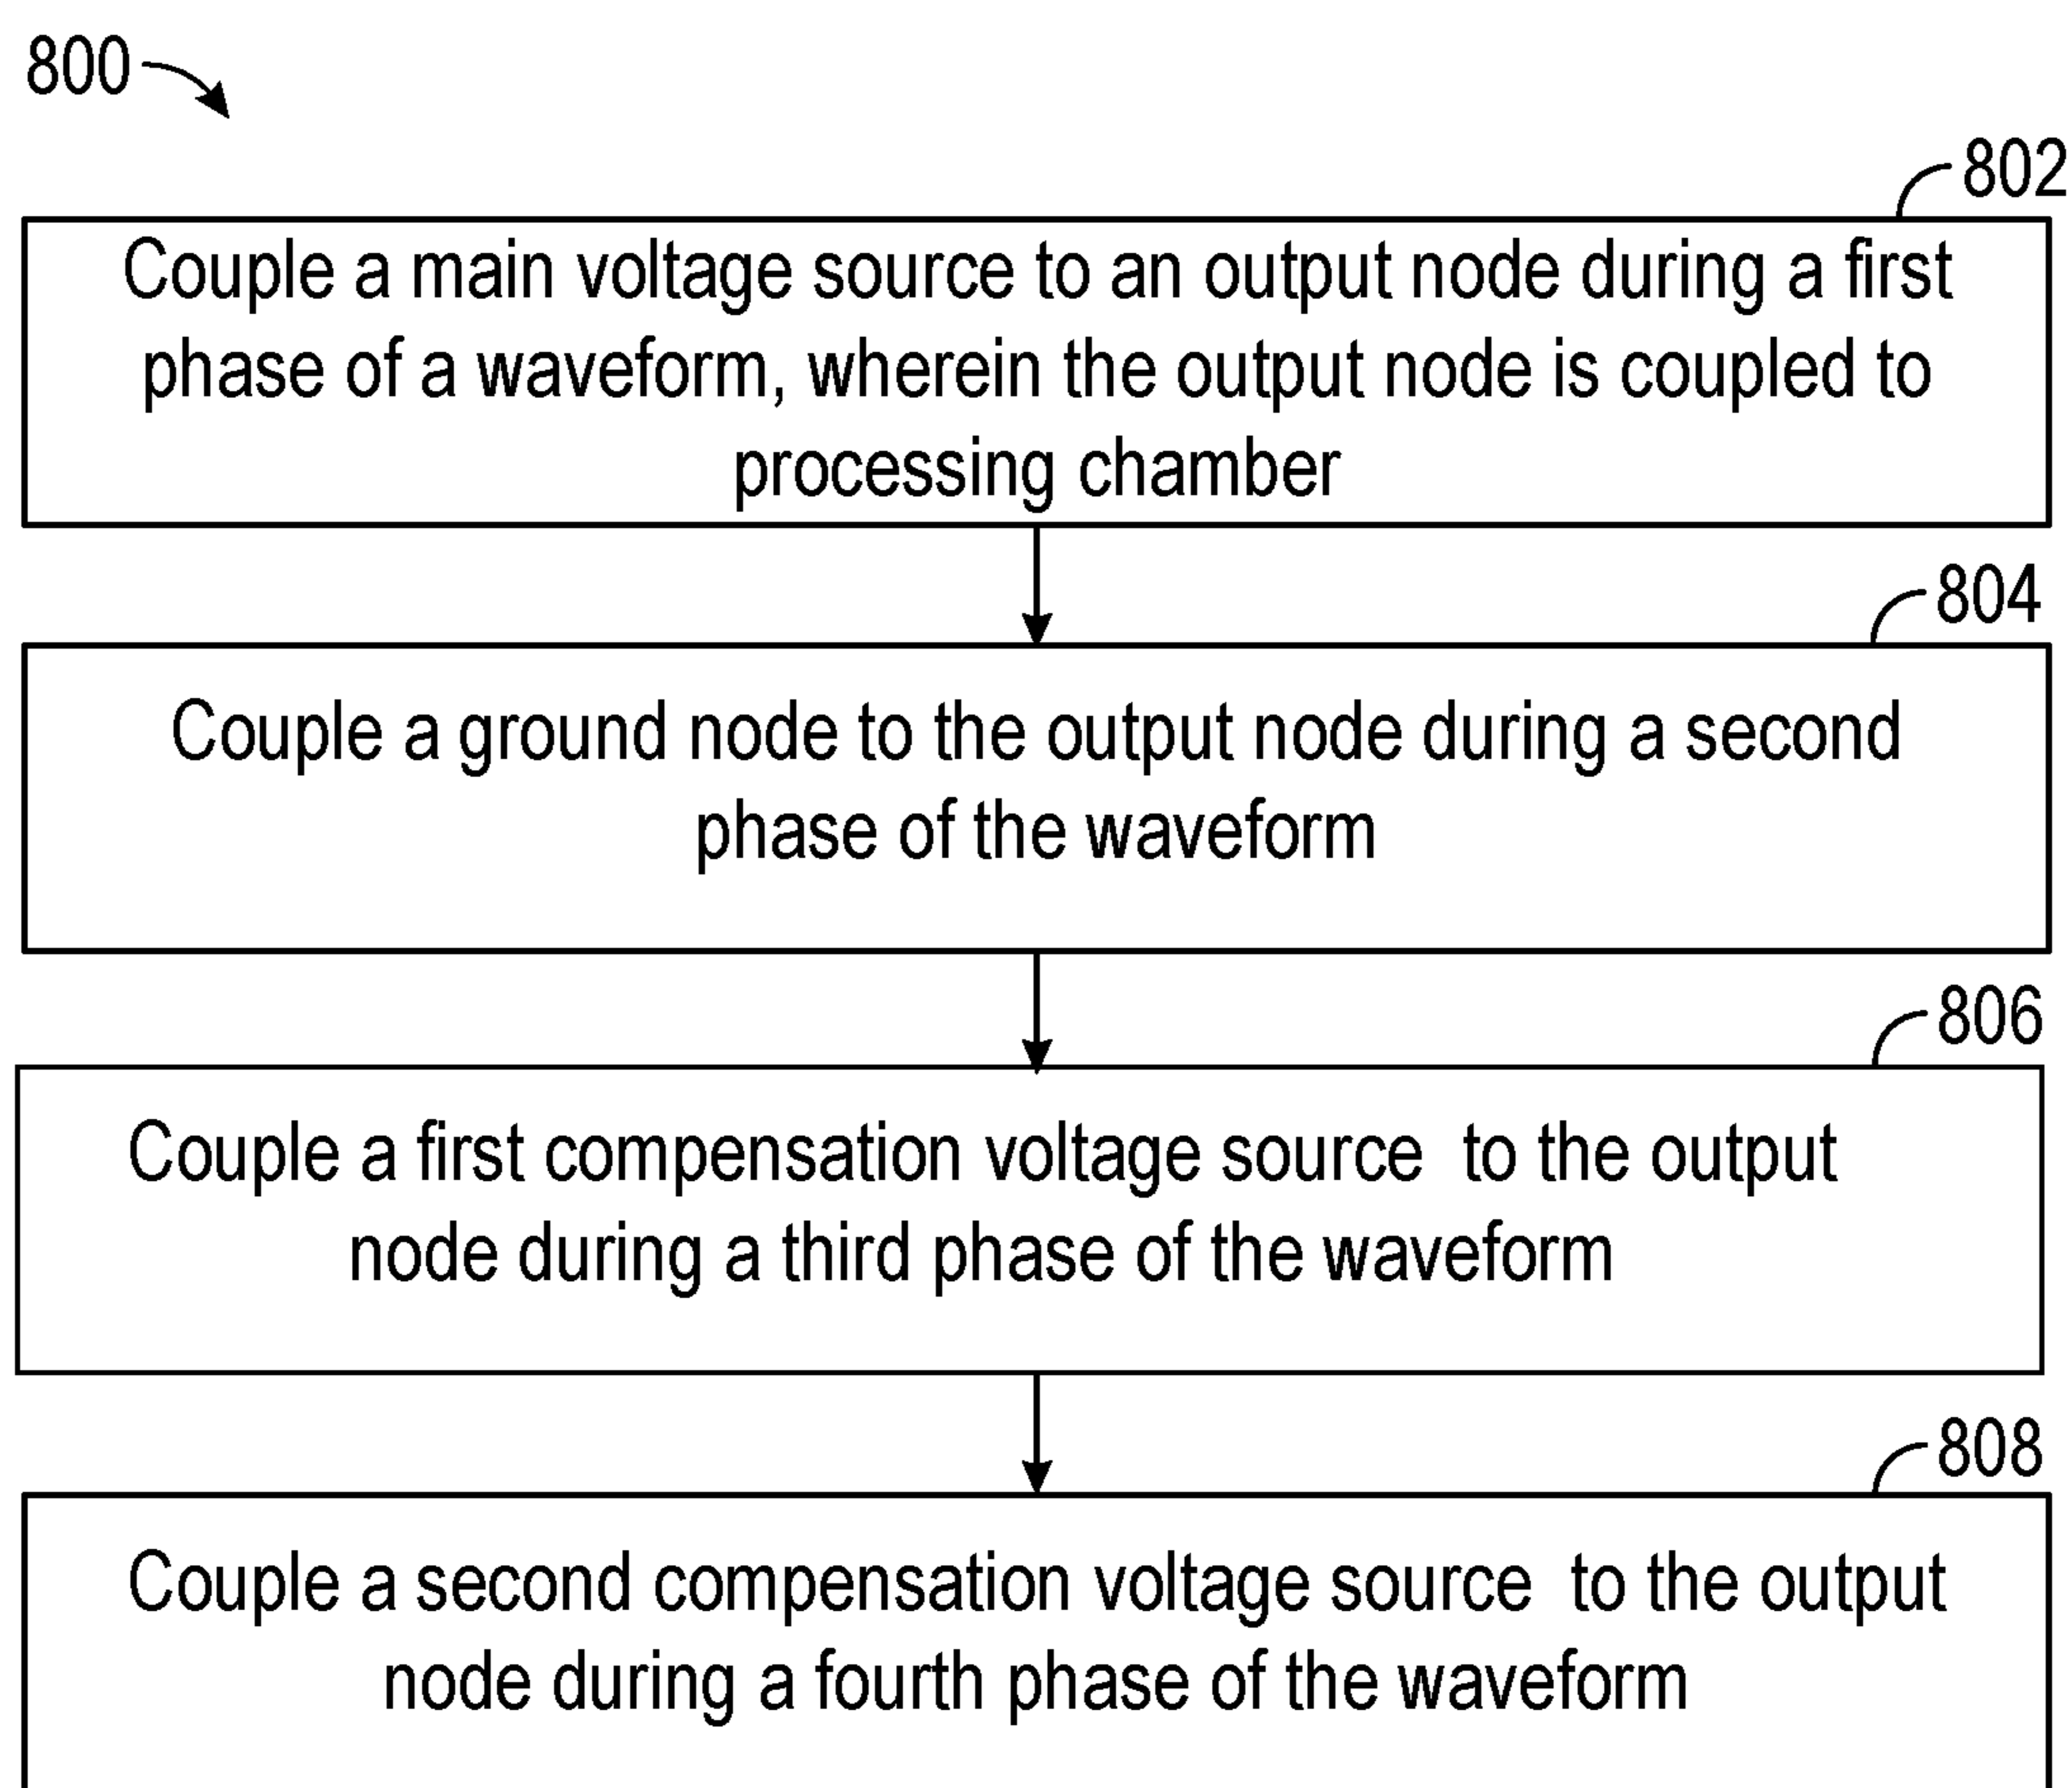 800
802
Couple a main voltage source to an output node during a first
phase of a waveform, wherein the output node is coupled to
processing chamber
804
Couple a ground node to the output node during a second
phase of the waveform
806
Couple a first compensation voltage source to the output
node during a third phase of the waveform
808
Couple a second compensation voltage source to the output
node during a fourth phase of the waveform